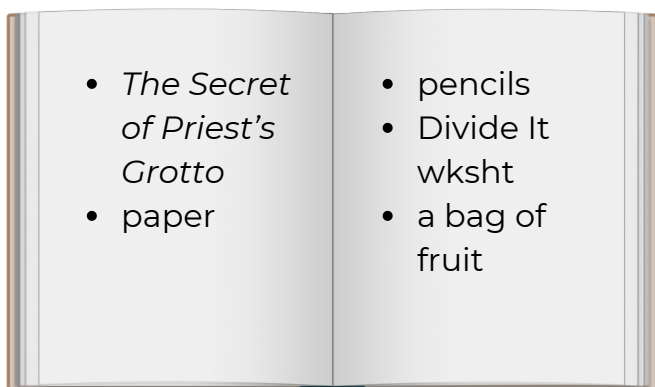 • The Secret
of Priest’s
Grotto
• paper
• pencils
• Divide It
wksht
• a bag of
fruit